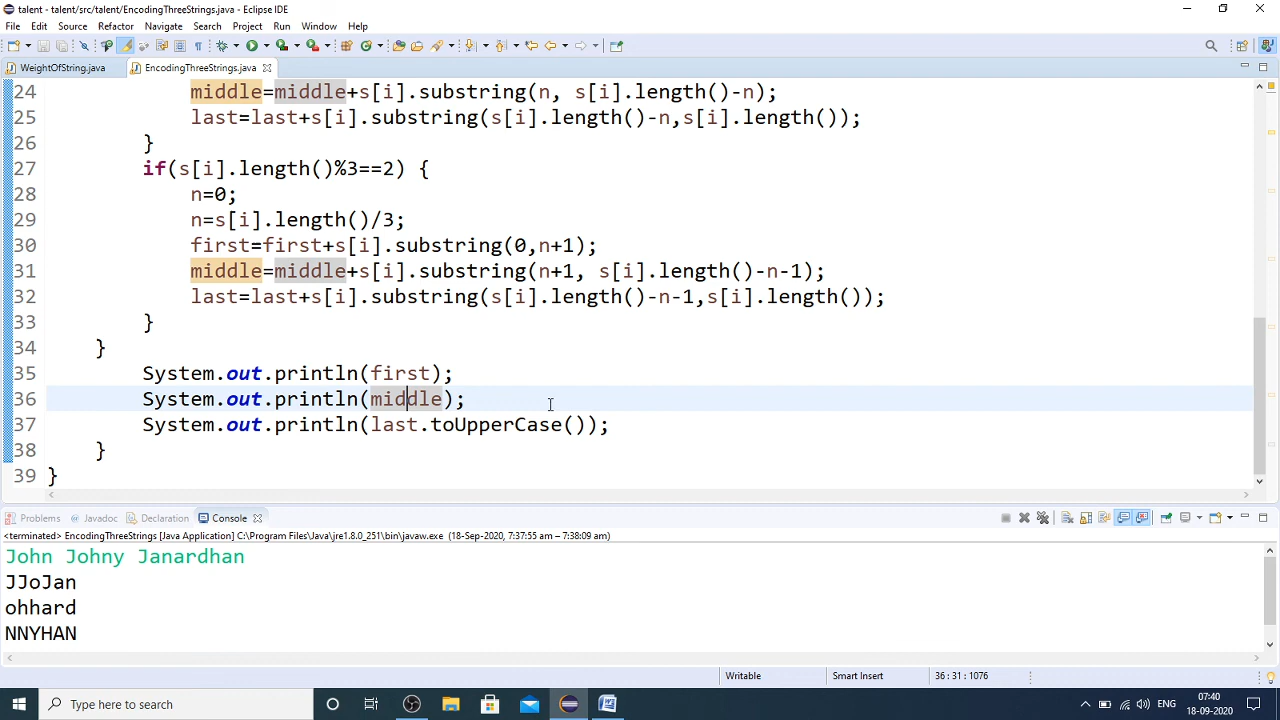 talent - talent/src/talent/EncodingThreeStrings.java - Eclipse IDE
File Edit Source Refactor Navigate Search Project Run Window Help
WeightOfString.java EncodingThreeStrings.java
24 middle=middle+s[i].substring(n, s[i].length()-n);
25 last=last+s[i].substring(s[i].length()-n,s[i].length());
26 }
27 if(s[i].length()%3==2) {
28 n=0;
29 n=s[i].length()/3;
30 first=first+s[i].substring(0,n+1);
31 middle=middle+s[i].substring(n+1, s[i].length()-n-1);
32 last=last+s[i].substring(s[i].length()-n-1,s[i].length());
33 }
34 }
35 System.out.println(first);
36 System.out.println(middle);
37 System.out.println(last.toUpperCase());
38 }
39 }
Problems Javadoc Declaration Console
<terminated> EncodingThreeStrings [Java Application] C:\Program Files\Java\jre1.8.0_251\bin\javaw.exe (18-Sep-2020, 7:37:55 am – 7:38:09 am)
John Johny Janardhan
JJoJan
ohhard
NNYHAN
Writable Smart Insert 36 : 31 : 1076
Type here to search
ENG
07:40
18-09-2020